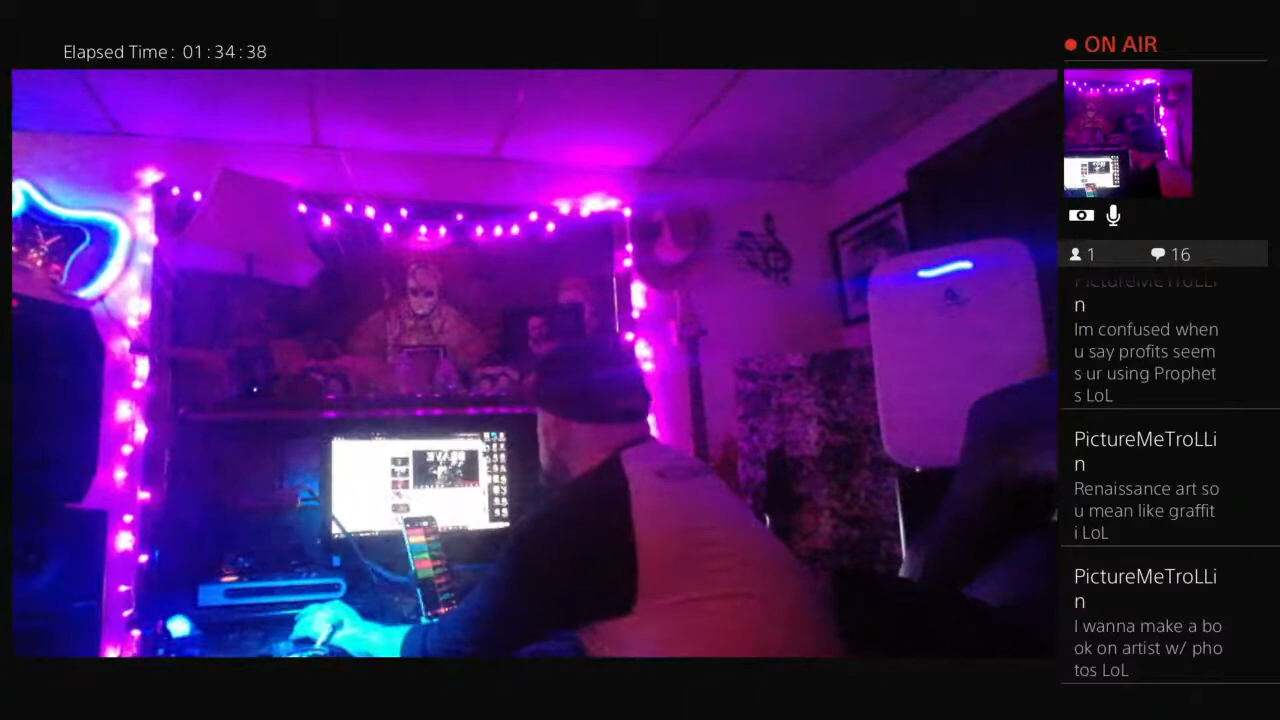 Elapsed Time: 01:34:38
ON AIR
1
16
n
Im confused when
u say profits seem
s ur using Prophet
s LoL
PictureMeTroLLi
n
Renaissance art so
u mean like graffit
i LoL
PictureMeTroLLi
n
I wanna make a bo
ok on artist w/ pho
tos LoL